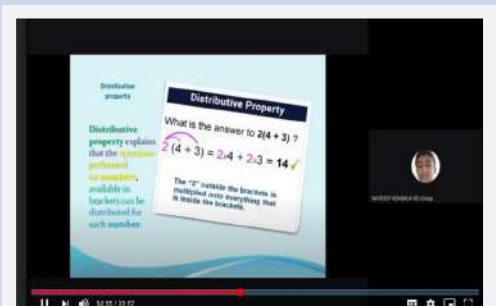 Distributive
property
Distributive Property
What is the answer to 2(4 + 3) ?
2 (4 + 3) = 2x4 + 2x3 = 14 ✓
The "2" outside the brackets is
multiplied onto everything that
is inside the brackets.
Distributive
property explains
that the operation
performed
on numbers,
available in
brackets can be
distributed for
each number.